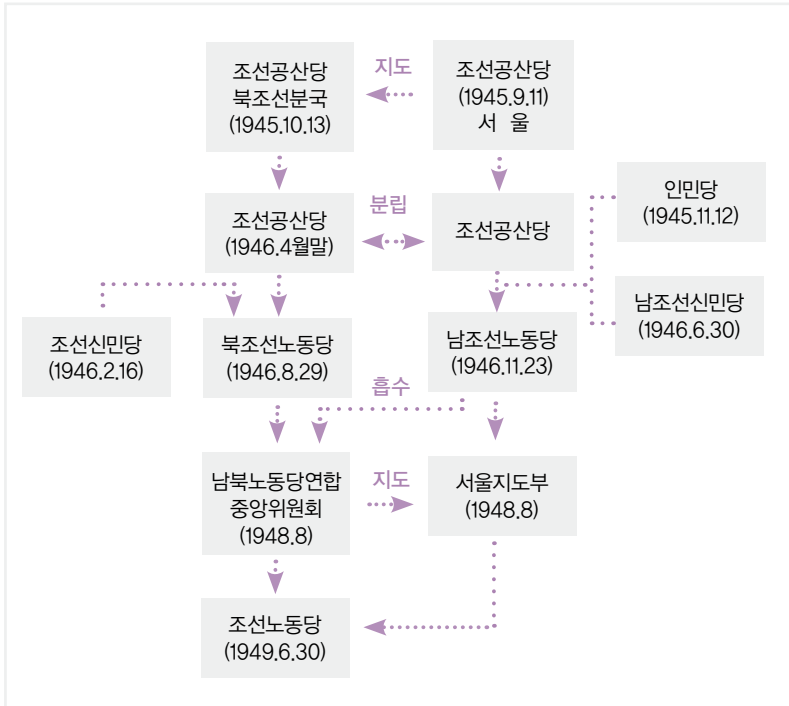 조선공산당
북조선분국
(1945.10.13)
지도
조선공산당
(1945.9.11)
서 울
인민당
(1945.11.12)
조선공산당
(1946.4월말)
분립
조선공산당
남조선신민당
(1946.6.30)
조선신민당
(1946.2.16)
북조선노동당
(1946.8.29)
남조선노동당
(1946.11.23)
흡수
남북노동당연합
중앙위원회
(1948.8)
지도
서울지도부
(1948.8)
조선노동당
(1949.6.30)